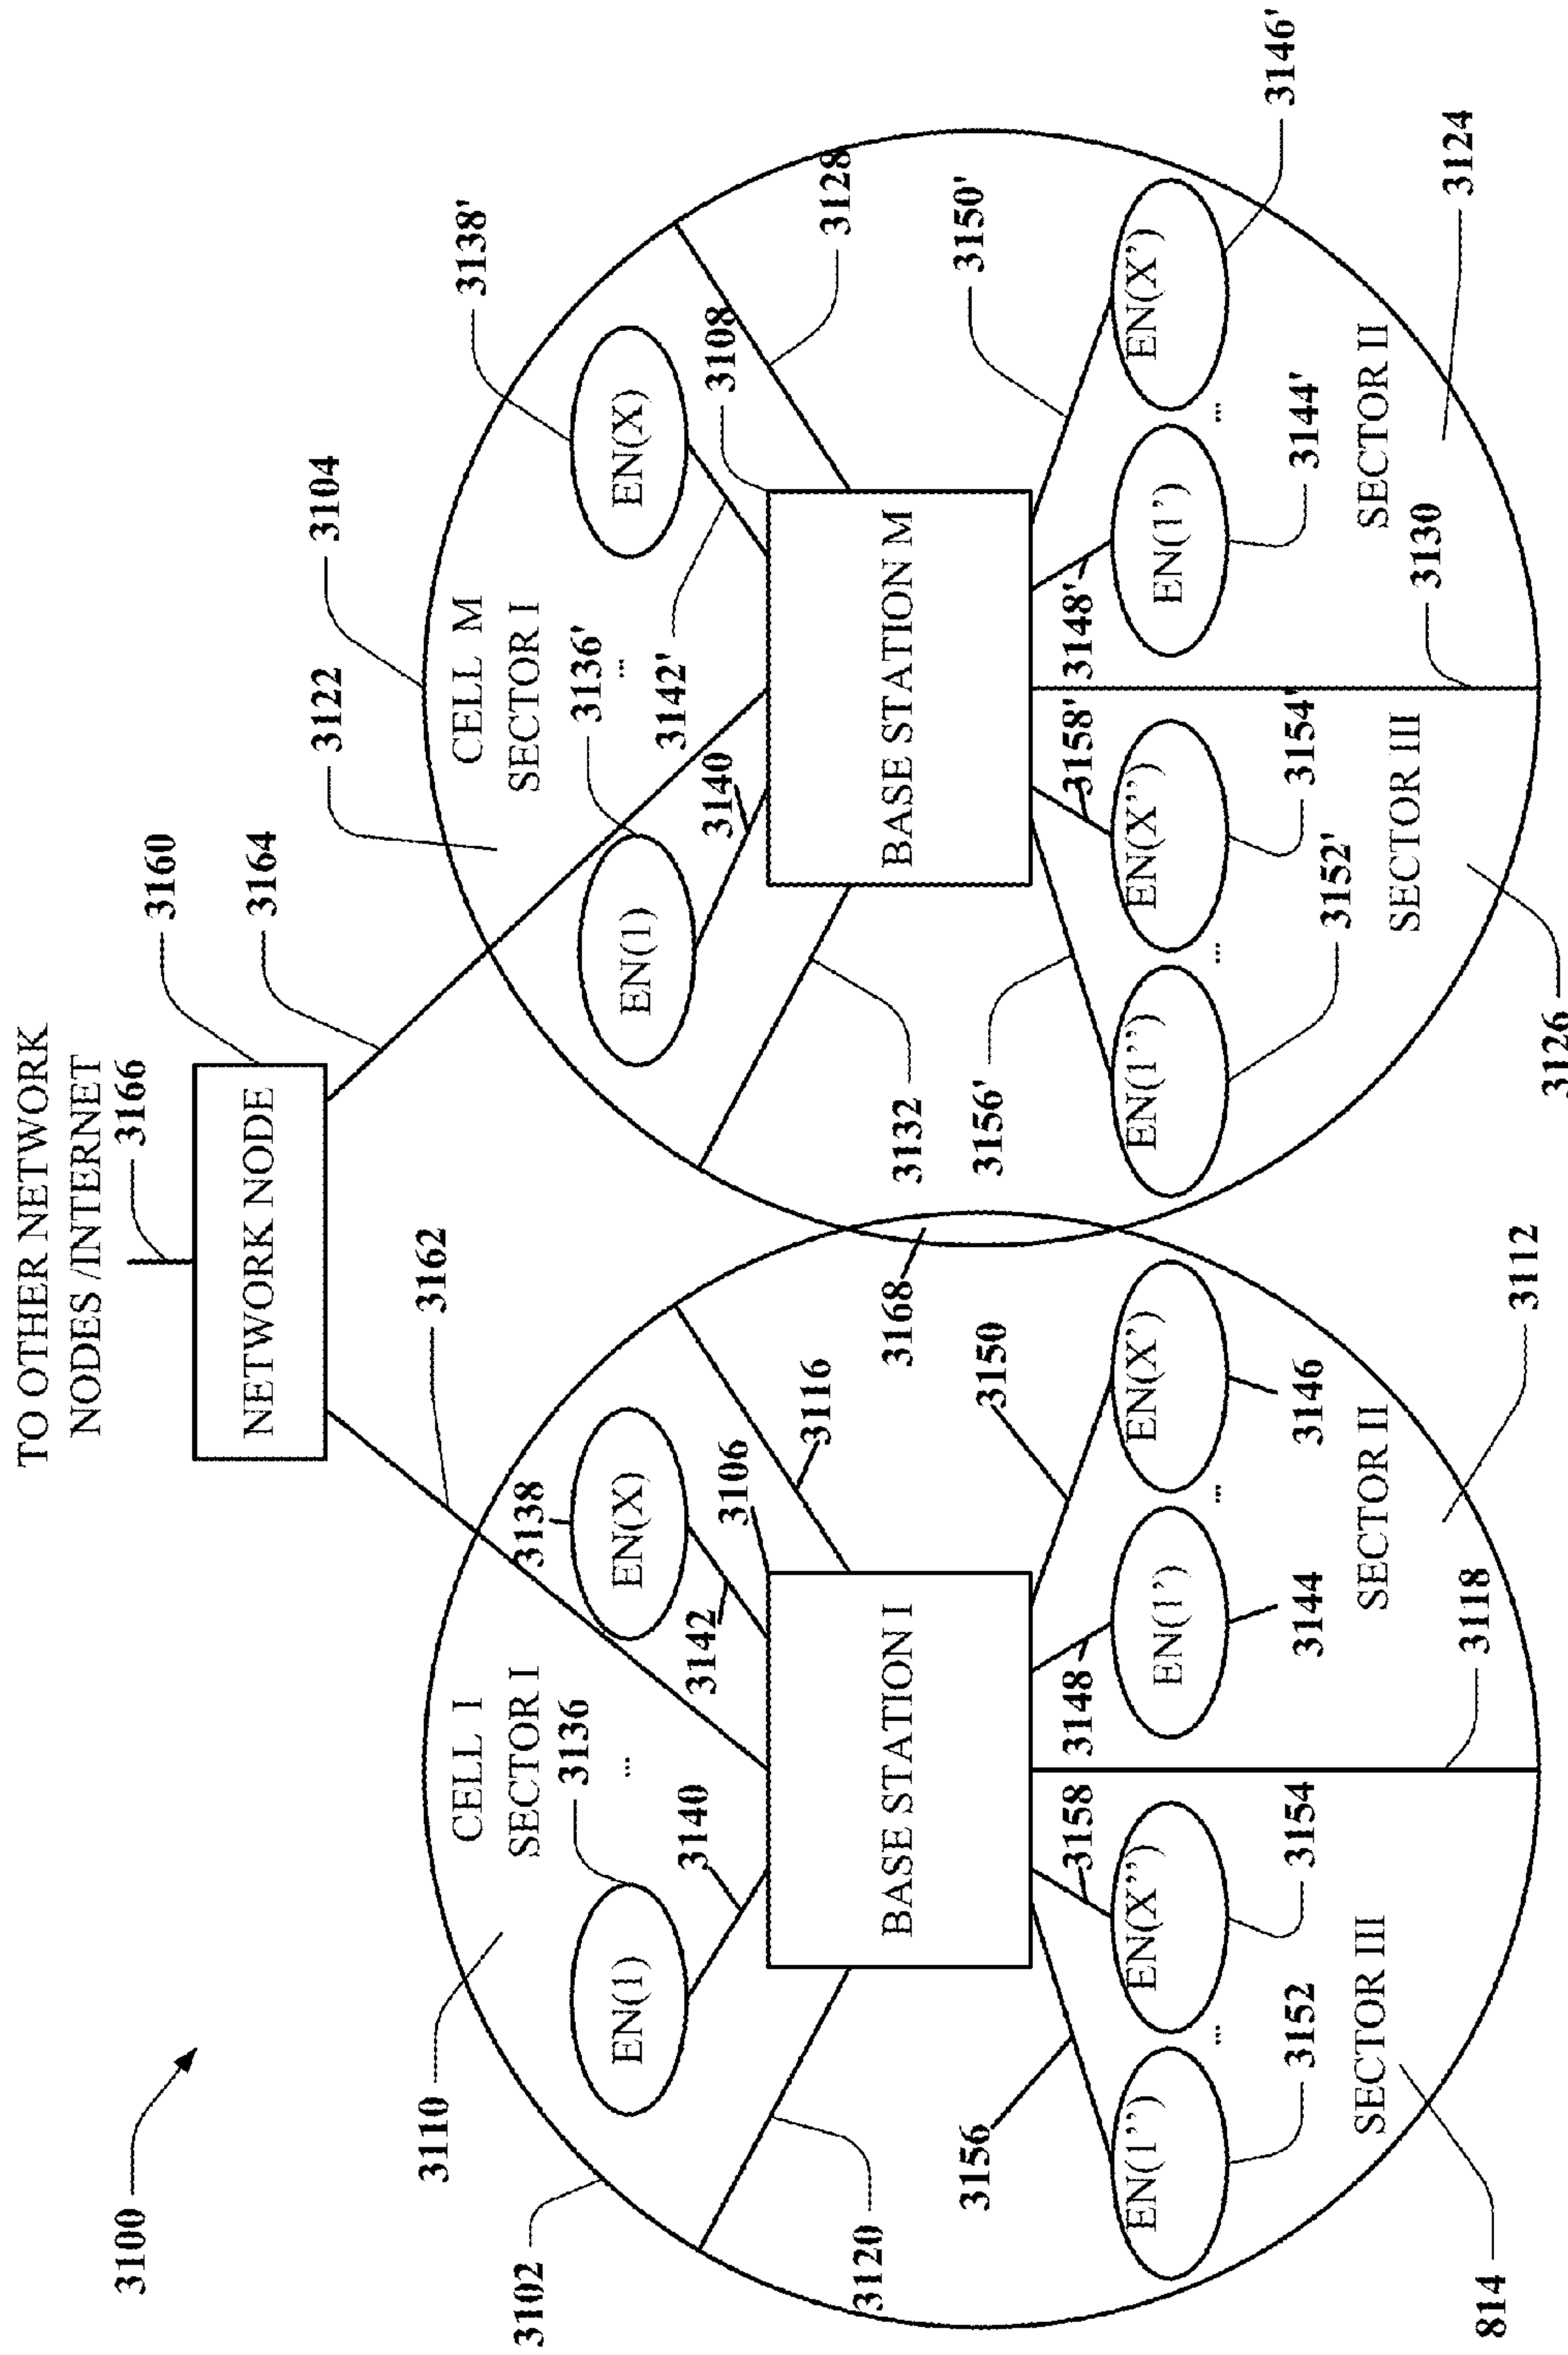 3100
TO OTHER NETWORK
NODES /INTERNET
3166
NETWORK NODE
3160
3162
3164
3102
3110
CELL I
SECTOR I
3136
...
EN(1)
3138
EN(X)
3140
3142
3106
BASE STATION I
3116
3120
3156
3158
3148
3150
EN(1'')
...
EN(X'')
EN(1')
...
EN(X')
3152
3154
3144
3146
SECTOR III
SECTOR II
3118
814
3112
3168
3104
3122
CELL M
SECTOR I
3136'
...
EN(1)
3138'
EN(X)
3140
3142'
3108
BASE STATION M
3128
3132
3156'
3158'
3148'
3150'
EN(1'')
...
EN(X'')
EN(1')
...
EN(X')
3152'
3154'
3144'
3146'
SECTOR III
SECTOR II
3130
3126
3124